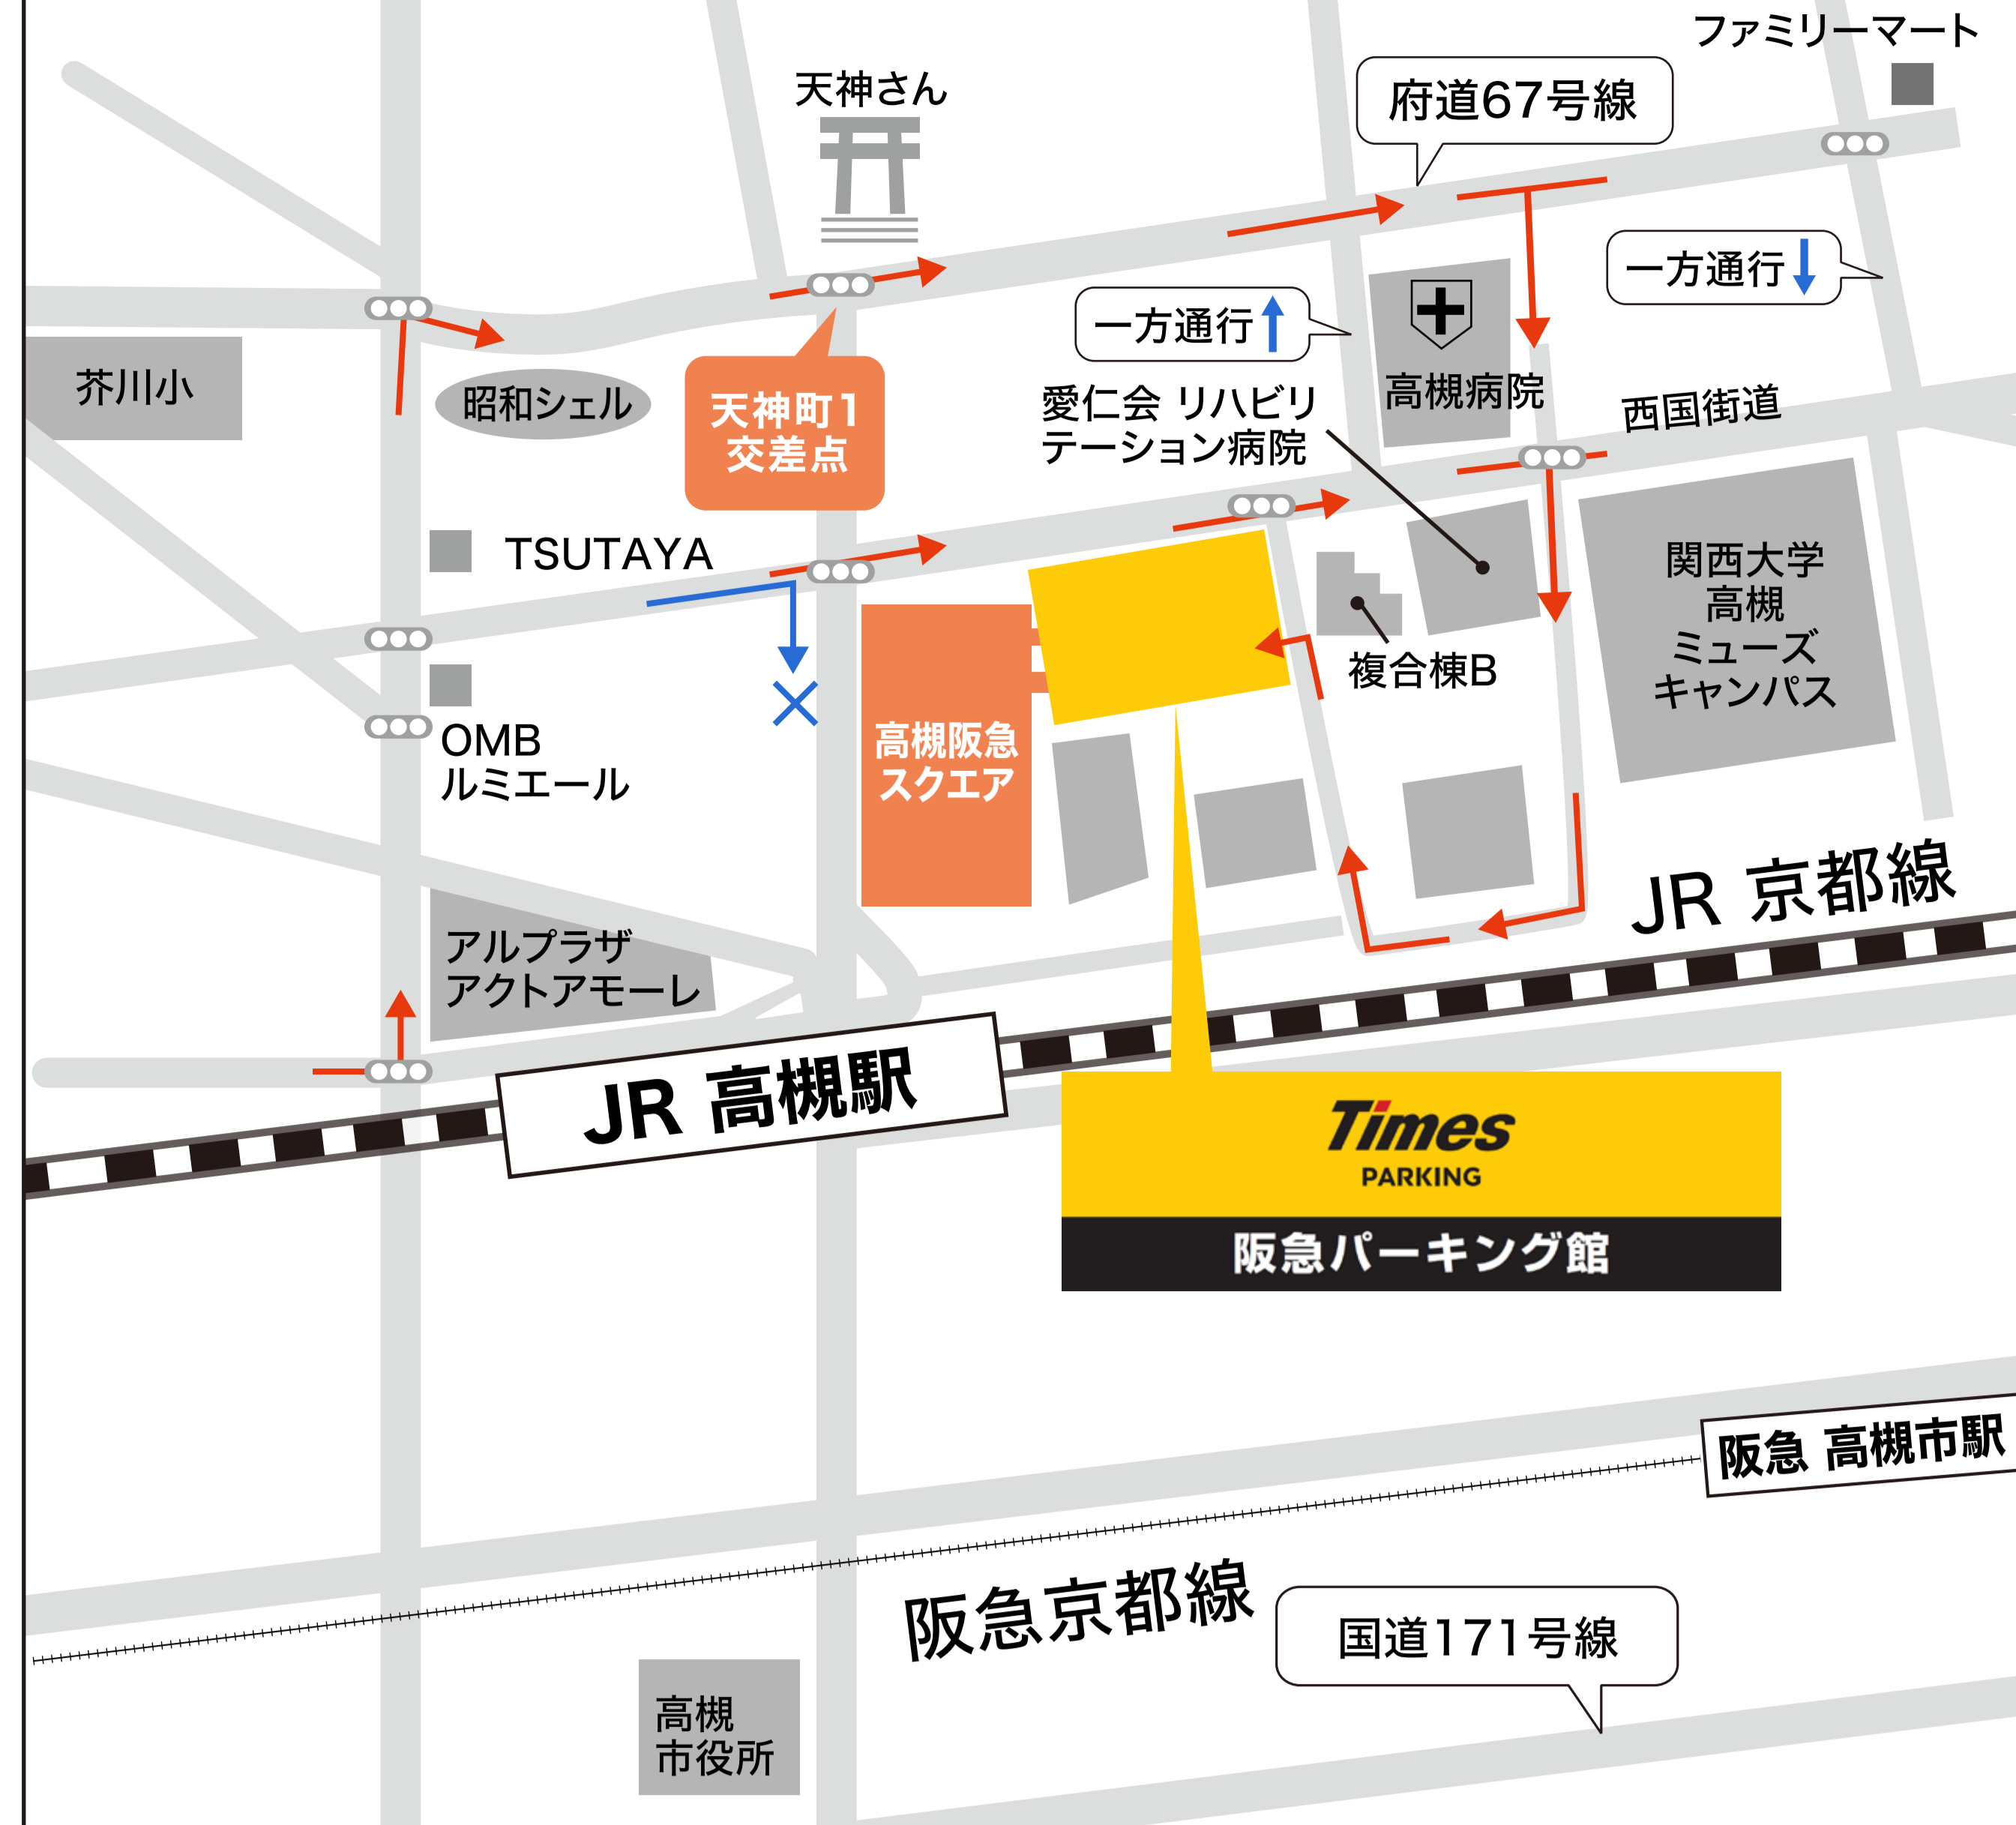 ファミリーマート
天神さん
府道67号線
一方通行
一方通行
芥川小
昭和シェル
天神町1
交差点
愛仁会 リハビリ
テーション病院
高槻病院
西国街道
TSUTAYA
関西大学
高槻
ミューズ
キャンパス
複合棟B
OMB
ルミエール
高槻阪急
スクエア
アルプラザ
アクトアモーレ
JR 京都線
JR 高槻駅
Times
PARKING
阪急パーキング館
阪急 高槻市駅
阪急京都線
国道171号線
高槻
市役所